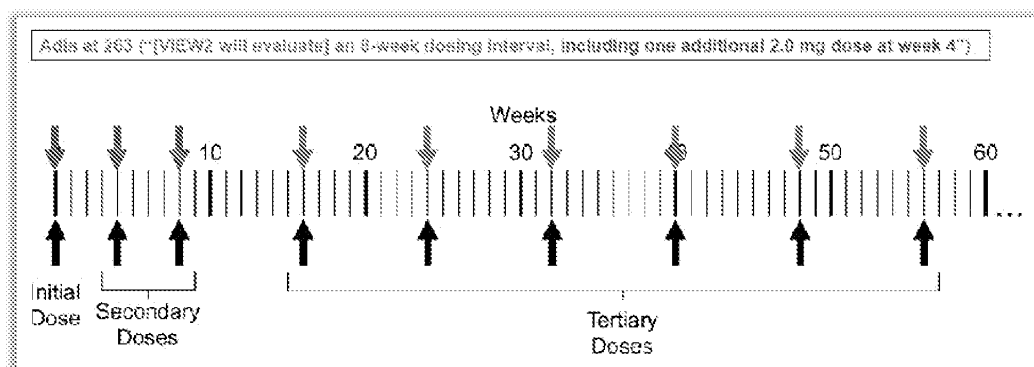 Adis at 263 ("[VIEW2 will evaluate] an 8-week dosing interval, including one additional 2.0 mg dose at week 4")
Weeks
10 20 30 50 60
...
Initial
Dose
Secondary
Doses
Tertiary
Doses